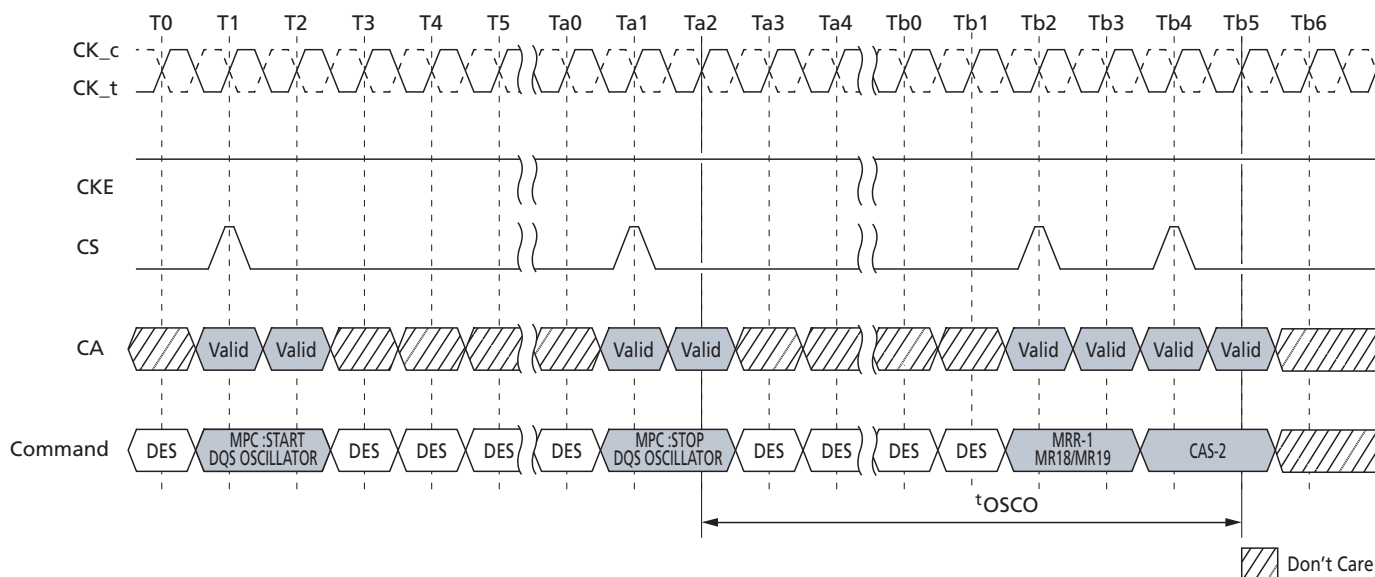 T0 T1 T2 T3 T4 T5 Ta0 Ta1 Ta2 Ta3 Ta4 Tb0 Tb1 Tb2 Tb3 Tb4 Tb5 Tb6
CK_c
CK_t
CKE
CS
CA Valid Valid Valid Valid Valid Valid Valid Valid
Command DES MPC :START DES DES DES DES MPC :STOP DES DES DES DES MRR-1 CAS-2
DQS OSCILLATOR DQS OSCILLATOR MR18/MR19
tOSCO
Don't Care